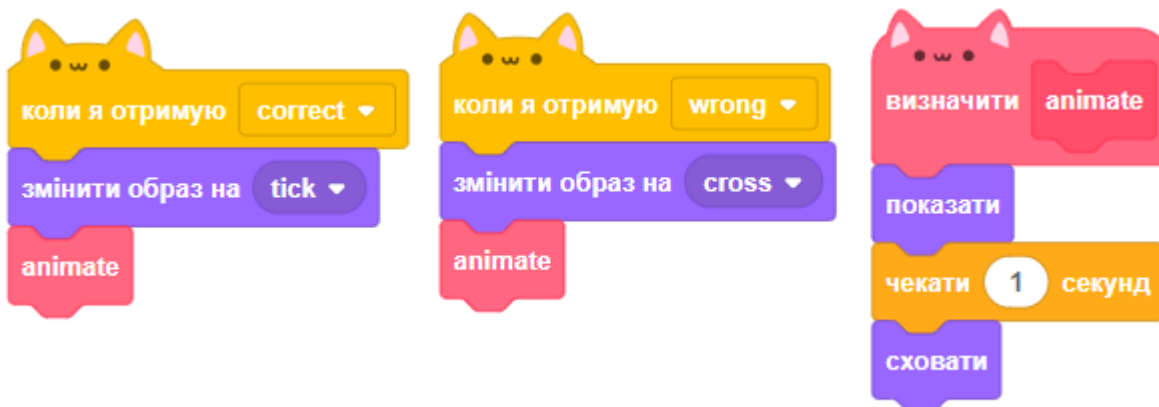 коли я отримую correct
змінити образ на tick
animate
коли я отримую wrong
змінити образ на cross
animate
визначити animate
показати
чекати 1 секунд
сховати